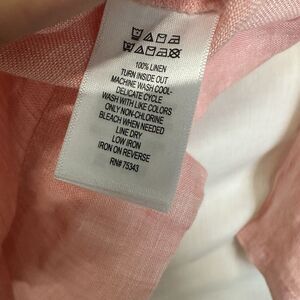 100% LINEN
TURN INSIDE OUT
MACHINE WASH COOL-
DELICATE CYCLE
WASH WITH LIKE COLORS
ONLY NON-CHLORINE
BLEACH WHEN NEEDED
LINE DRY
LOW IRON
IRON ON REVERSE
RN# 75343